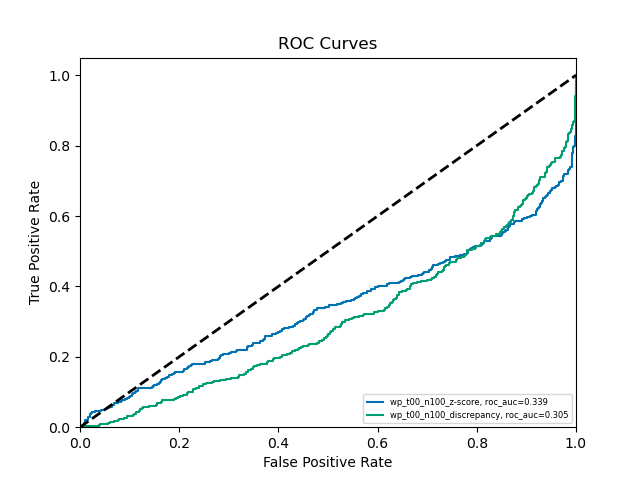 ROC Curves
True Positive Rate
1.0
0.8
0.6
0.4
0.2
0.0
0.0 0.2 0.4 0.6 0.8 1.0
False Positive Rate
wp_t00_n100_z-score, roc_auc=0.339
wp_t00_n100_discrepancy, roc_auc=0.305